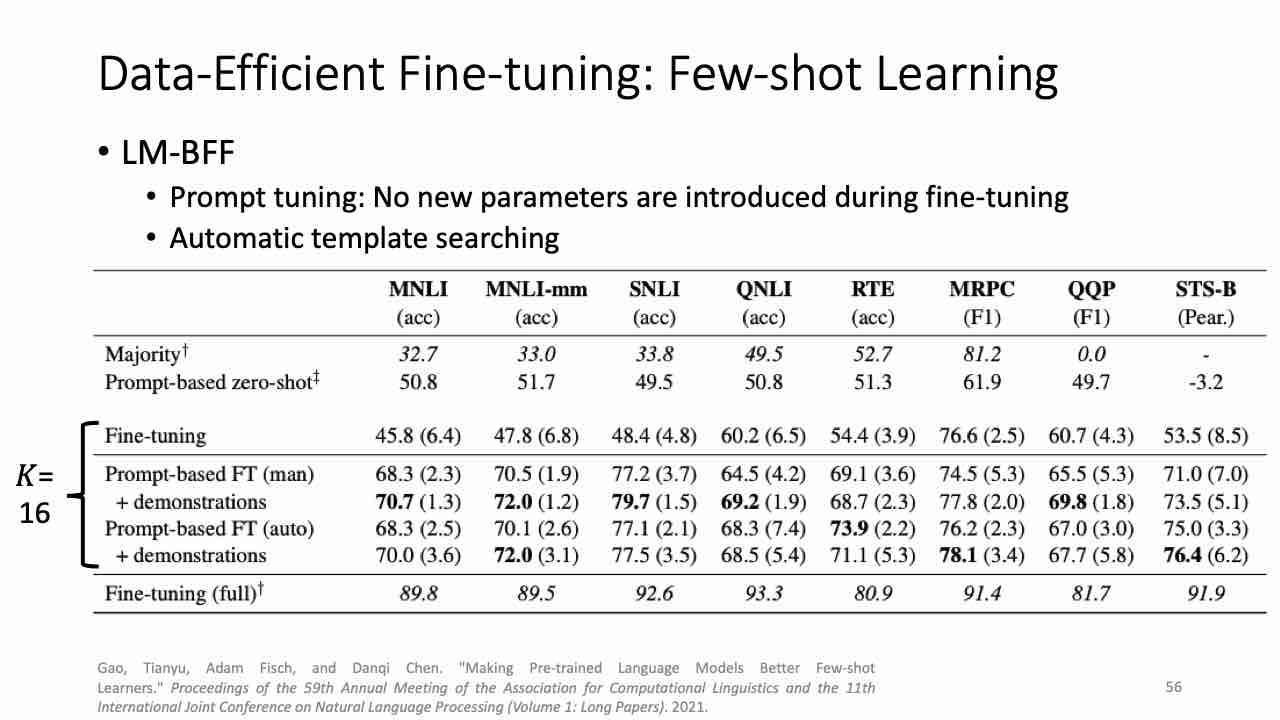 Data-Efficient Fine-tuning: Few-shot Learning
• LM-BFF
• Prompt tuning: No new parameters are introduced during fine-tuning
• Automatic template searching
MNLI MNLI-mm SNLI QNLI RTE MRPC QQP STS-B
(acc) (acc) (acc) (acc) (acc) (F1) (F1) (Pear.)
Majority† 32.7 33.0 33.8 49.5 52.7 81.2 0.0 -
Prompt-based zero-shot‡ 50.8 51.7 49.5 50.8 51.3 61.9 49.7 -3.2
K=
16
Fine-tuning 45.8 (6.4) 47.8 (6.8) 48.4 (4.8) 60.2 (6.5) 54.4 (3.9) 76.6 (2.5) 60.7 (4.3) 53.5 (8.5)
Prompt-based FT (man) 68.3 (2.3) 70.5 (1.9) 77.2 (3.7) 64.5 (4.2) 69.1 (3.6) 74.5 (5.3) 65.5 (5.3) 71.0 (7.0)
+ demonstrations 70.7 (1.3) 72.0 (1.2) 79.7 (1.5) 69.2 (1.9) 68.7 (2.3) 77.8 (2.0) 69.8 (1.8) 73.5 (5.1)
Prompt-based FT (auto) 68.3 (2.5) 70.1 (2.6) 77.1 (2.1) 68.3 (7.4) 73.9 (2.2) 76.2 (2.3) 67.0 (3.0) 75.0 (3.3)
+ demonstrations 70.0 (3.6) 72.0 (3.1) 77.5 (3.5) 68.5 (5.4) 71.1 (5.3) 78.1 (3.4) 67.7 (5.8) 76.4 (6.2)
Fine-tuning (full)† 89.8 89.5 92.6 93.3 80.9 91.4 81.7 91.9
Gao, Tianyu, Adam Fisch, and Danqi Chen. "Making Pre-trained Language Models Better Few-shot
Learners." Proceedings of the 59th Annual Meeting of the Association for Computational Linguistics and the 11th
International Joint Conference on Natural Language Processing (Volume 1: Long Papers). 2021.
56